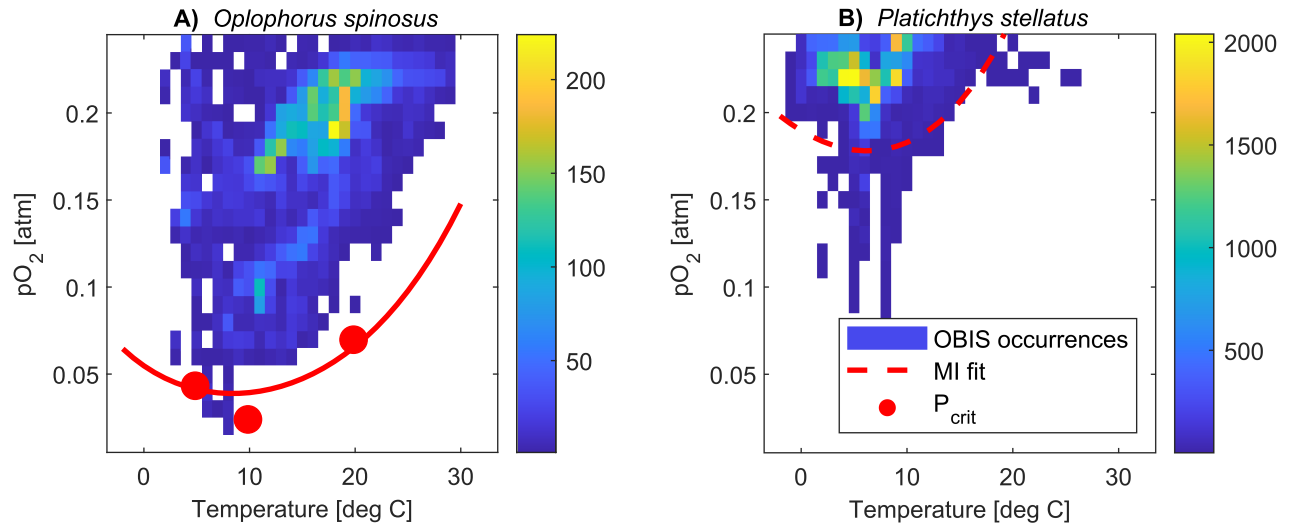 A) Oplophorus spinosus
B) Platichthys stellatus
0.2
0.15
0.1
0.05
pO2 [atm]
0
10
20
30
Temperature [deg C]
200
150
100
50
0.2
0.15
0.1
0.05
pO2 [atm]
0
10
20
30
Temperature [deg C]
OBIS occurrences
MI fit
Pcrit
2000
1500
1000
500